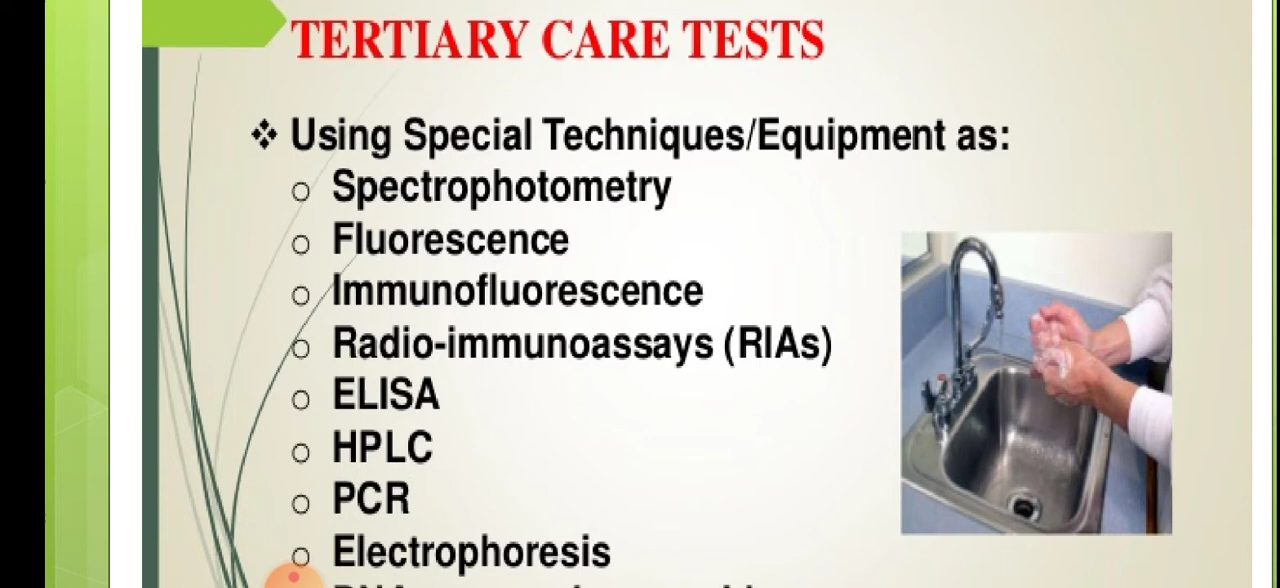 TERTIARY CARE TESTS
❖ Using Special Techniques/Equipment as:
o Spectrophotometry
o Fluorescence
o Immunofluorescence
o Radio-immunoassays (RIAs)
o ELISA
o HPLC
o PCR
o Electrophoresis